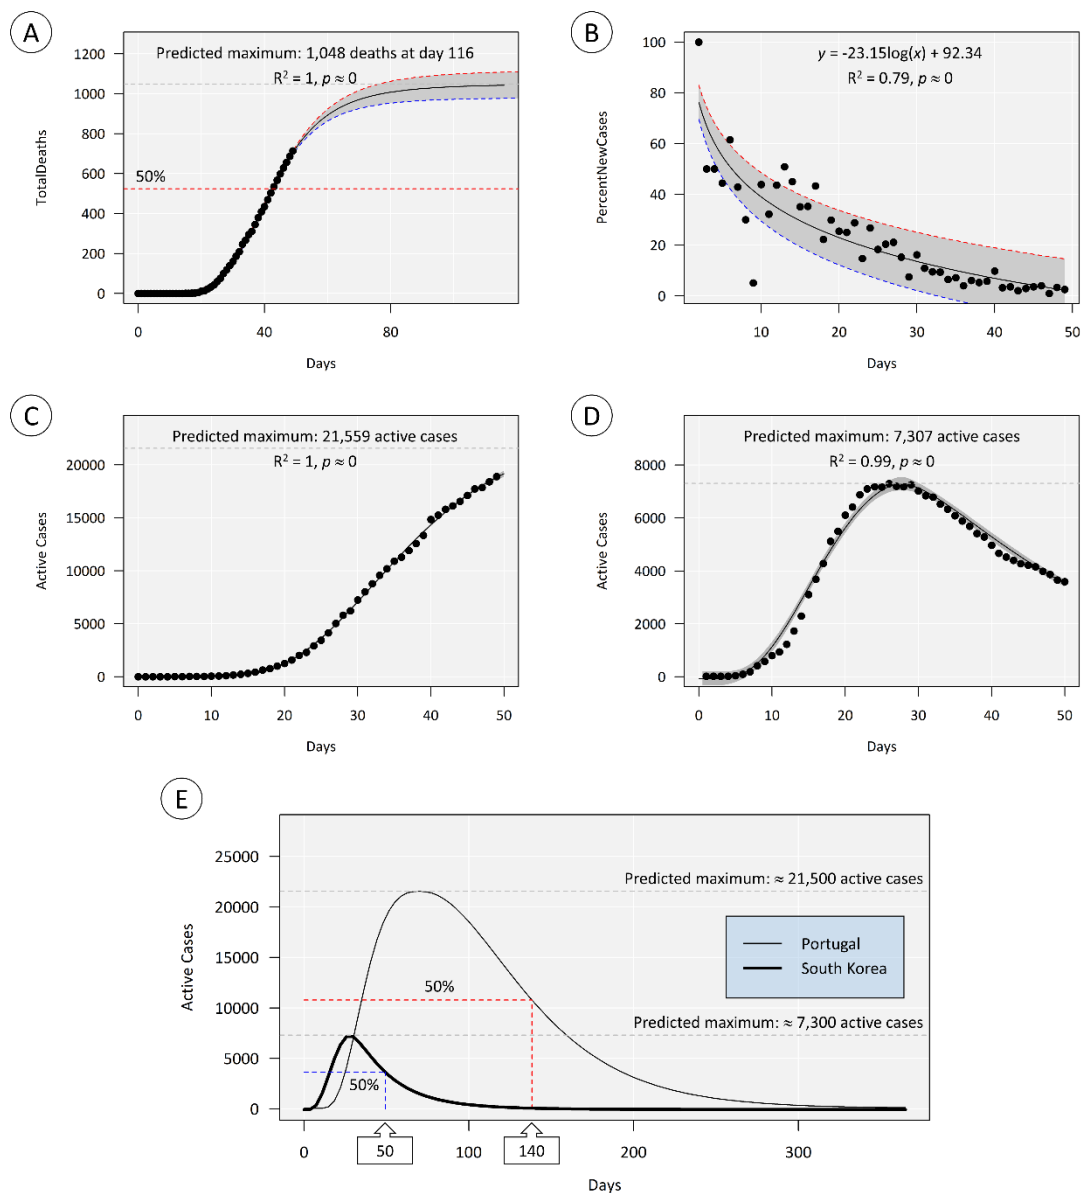 A
Predicted maximum: 1,048 deaths at day 116
R² = 1, p ≈ 0
50%
TotalDeaths
1200
1000
800
600
400
200
0
0 40 80
Days
B
y = -23.15log(x) + 92.34
R² = 0.79, p ≈ 0
PercentNewCases
100
80
60
40
20
0
10 20 30 40 50
Days
C
Predicted maximum: 21,559 active cases
R² = 1, p ≈ 0
Active Cases
20000
15000
10000
5000
0
0 10 20 30 40 50
Days
D
Predicted maximum: 7,307 active cases
R² = 0.99, p ≈ 0
Active Cases
8000
6000
4000
2000
0
0 10 20 30 40 50
Days
E
Active Cases
25000
20000
15000
10000
5000
0
Predicted maximum: ≈ 21,500 active cases
Portugal
South Korea
50%
Predicted maximum: ≈ 7,300 active cases
50%
0 50 100 140 200 300
Days